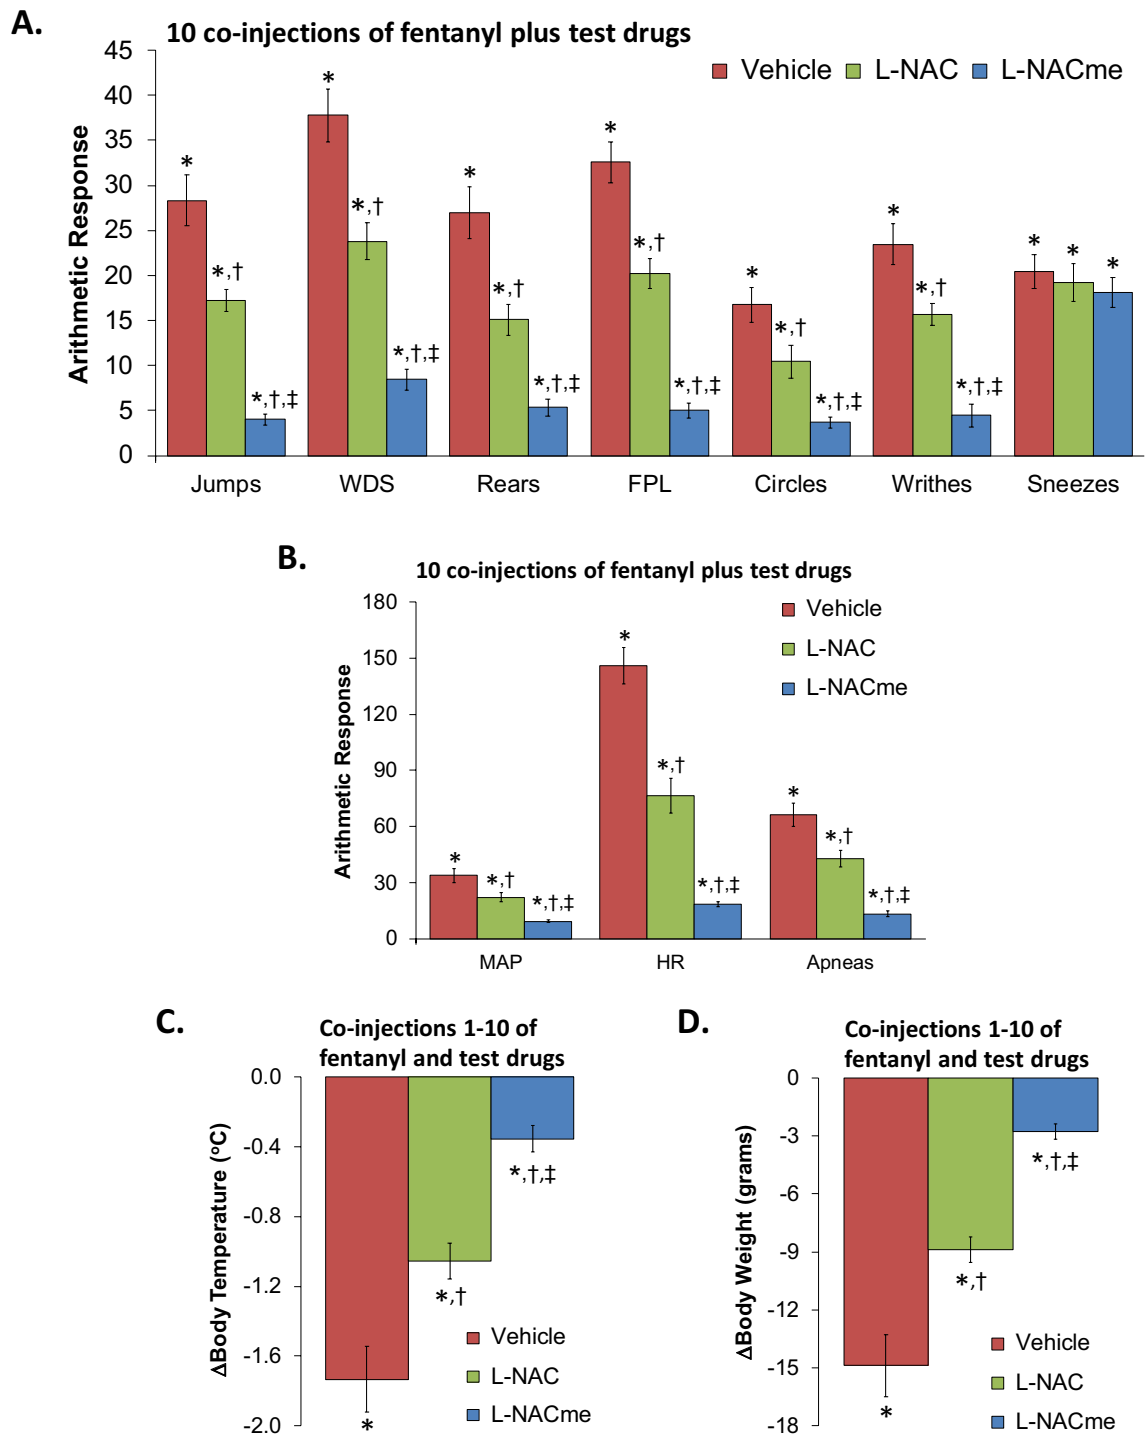 A.
10 co-injections of fentanyl plus test drugs
Vehicle L-NAC L-NACme
Arithmetic Response
45
40
35
30
25
20
15
10
5
0
* *,† *,†,‡
* *,† *,†,‡
* *,† *,†,‡
* *,† *,†,‡
* *,† *,†,‡
* *,† *,†,‡
* * *
Jumps WDS Rears FPL Circles Writhes Sneezes
B.
10 co-injections of fentanyl plus test drugs
Vehicle
L-NAC
L-NACme
Arithmetic Response
180
150
120
90
60
30
0
* *,† *,†,‡
* *,† *,†,‡
* *,† *,†,‡
MAP HR Apneas
C.
Co-injections 1-10 of
fentanyl and test drugs
ΔBody Temperature (ºC)
0.0
-0.4
-0.8
-1.2
-1.6
-2.0
*,†,‡
*,†
*
Vehicle
L-NAC
L-NACme
D.
Co-injections 1-10 of
fentanyl and test drugs
ΔBody Weight (grams)
0
-3
-6
-9
-12
-15
-18
*,†,‡
*,†
*
Vehicle
L-NAC
L-NACme